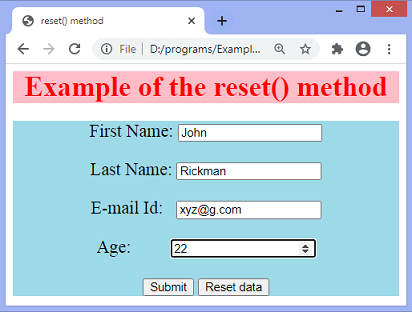 reset() method
File | D:/programs/Exampl...
Example of the reset() method
First Name: John
Last Name: Rickman
E-mail Id: xyz@g.com
Age: 22
Submit Reset data